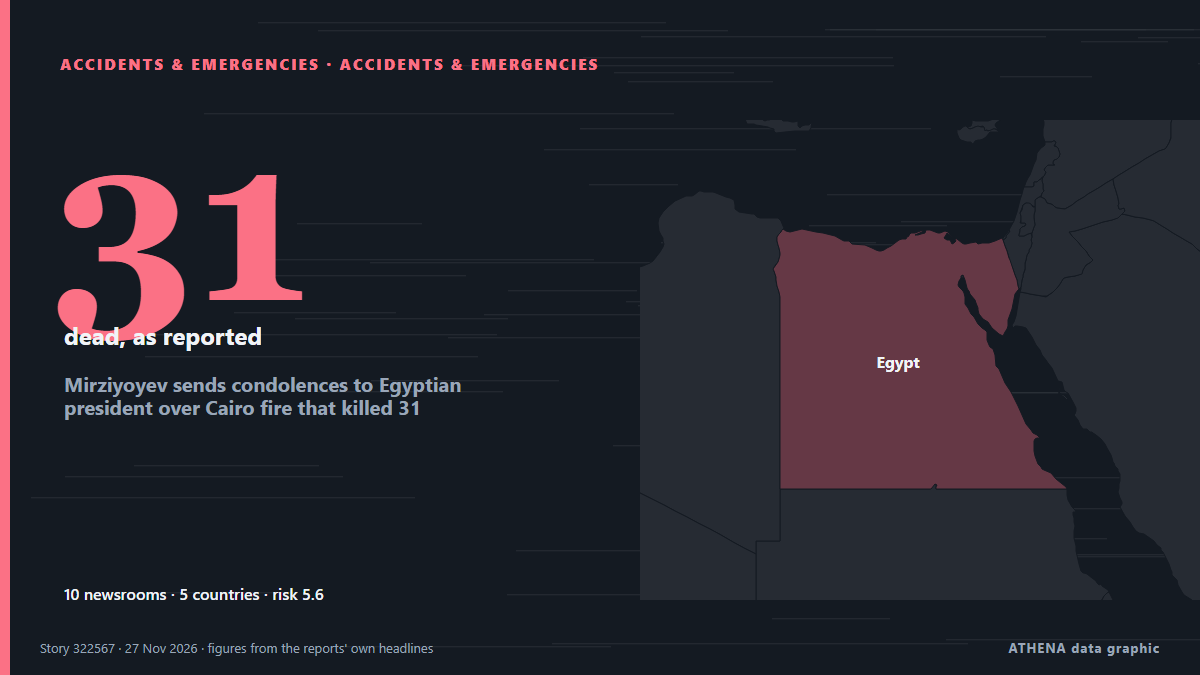 ACCIDENTS & EMERGENCIES · ACCIDENTS & EMERGENCIES
31
dead, as reported
Mirziyoyev sends condolences to Egyptian
president over Cairo fire that killed 31
Egypt
10 newsrooms · 5 countries · risk 5.6
Story 322567 · 27 Nov 2026 · figures from the reports' own headlines
ATHENA data graphic